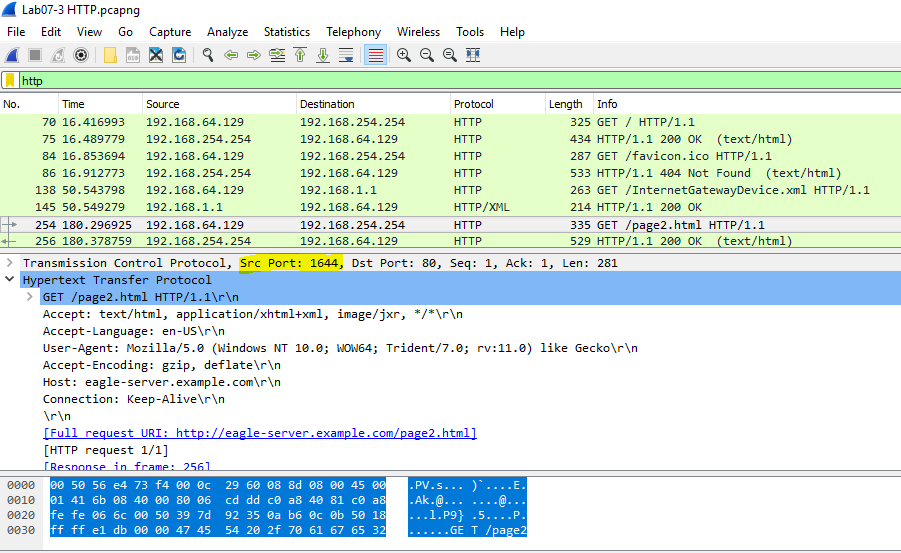 Lab07-3 HTTP.pcapng
File Edit View Go Capture Analyze Statistics Telephony Wireless Tools Help
http
No. Time Source Destination Protocol Length Info
70 16.416993 192.168.64.129 192.168.254.254 HTTP 325 GET / HTTP/1.1
75 16.489779 192.168.254.254 192.168.64.129 HTTP 434 HTTP/1.1 200 OK (text/html)
84 16.853694 192.168.64.129 192.168.254.254 HTTP 287 GET /favicon.ico HTTP/1.1
86 16.912773 192.168.254.254 192.168.64.129 HTTP 533 HTTP/1.1 404 Not Found (text/html)
138 50.543798 192.168.64.129 192.168.1.1 HTTP 263 GET /InternetGatewayDevice.xml HTTP/1.1
145 50.549279 192.168.1.1 192.168.64.129 HTTP/XML 214 HTTP/1.1 200 OK
254 180.296925 192.168.64.129 192.168.254.254 HTTP 335 GET /page2.html HTTP/1.1
256 180.378759 192.168.254.254 192.168.64.129 HTTP 529 HTTP/1.1 200 OK (text/html)
Transmission Control Protocol, Src Port: 1644, Dst Port: 80, Seq: 1, Ack: 1, Len: 281
Hypertext Transfer Protocol
GET /page2.html HTTP/1.1\r\n
Accept: text/html, application/xhtml+xml, image/jxr, */*\r\n
Accept-Language: en-US\r\n
User-Agent: Mozilla/5.0 (Windows NT 10.0; WOW64; Trident/7.0; rv:11.0) like Gecko\r\n
Accept-Encoding: gzip, deflate\r\n
Host: eagle-server.example.com\r\n
Connection: Keep-Alive\r\n
\r\n
[Full request URI: http://eagle-server.example.com/page2.html]
[HTTP request 1/1]
[Response in frame: 256]
0000 00 50 56 e4 73 f4 00 0c 29 60 08 8d 08 00 45 00 .PV.s... )`....E.
0010 01 41 6b 08 40 00 80 06 cd dd c0 a8 40 81 c0 a8 .Ak.@... ....@...
0020 fe fe 06 6c 00 50 39 7d 92 35 0a b6 0c 0b 50 18 ...l.P9} .5....P.
0030 ff ff e1 db 00 00 47 45 54 20 2f 70 61 67 65 32 ......GE T /page2